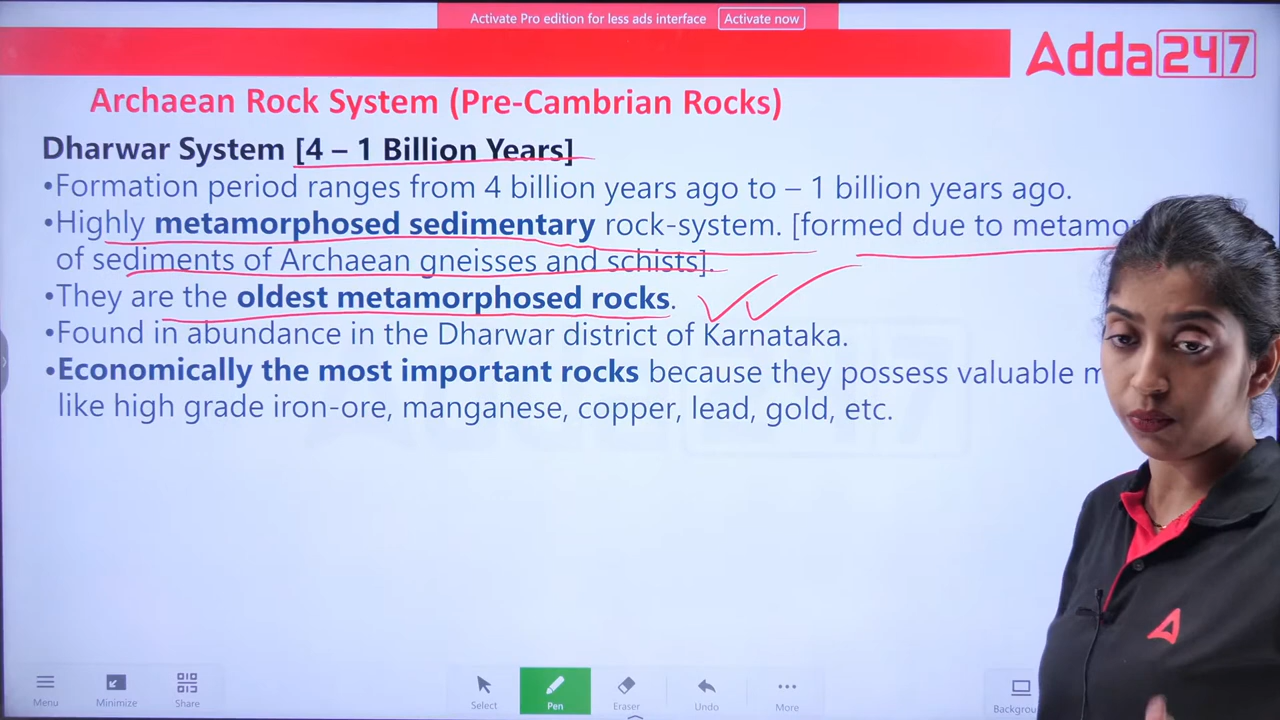 Activate Pro edition for less ads interface Activate now
Adda247
Archaean Rock System (Pre-Cambrian Rocks)
Dharwar System [4 – 1 Billion Years]
•Formation period ranges from 4 billion years ago to – 1 billion years ago.
•Highly metamorphosed sedimentary rock-system. [formed due to
of sediments of Archaean gneisses and schists].
•They are the oldest metamorphosed rocks.
•Found in abundance in the Dharwar district of Karnataka.
•Economically the most important rocks because they possess valuable
like high grade iron-ore, manganese, copper, lead, gold, etc.
Menu Minimize Share Select Pen Eraser Undo More